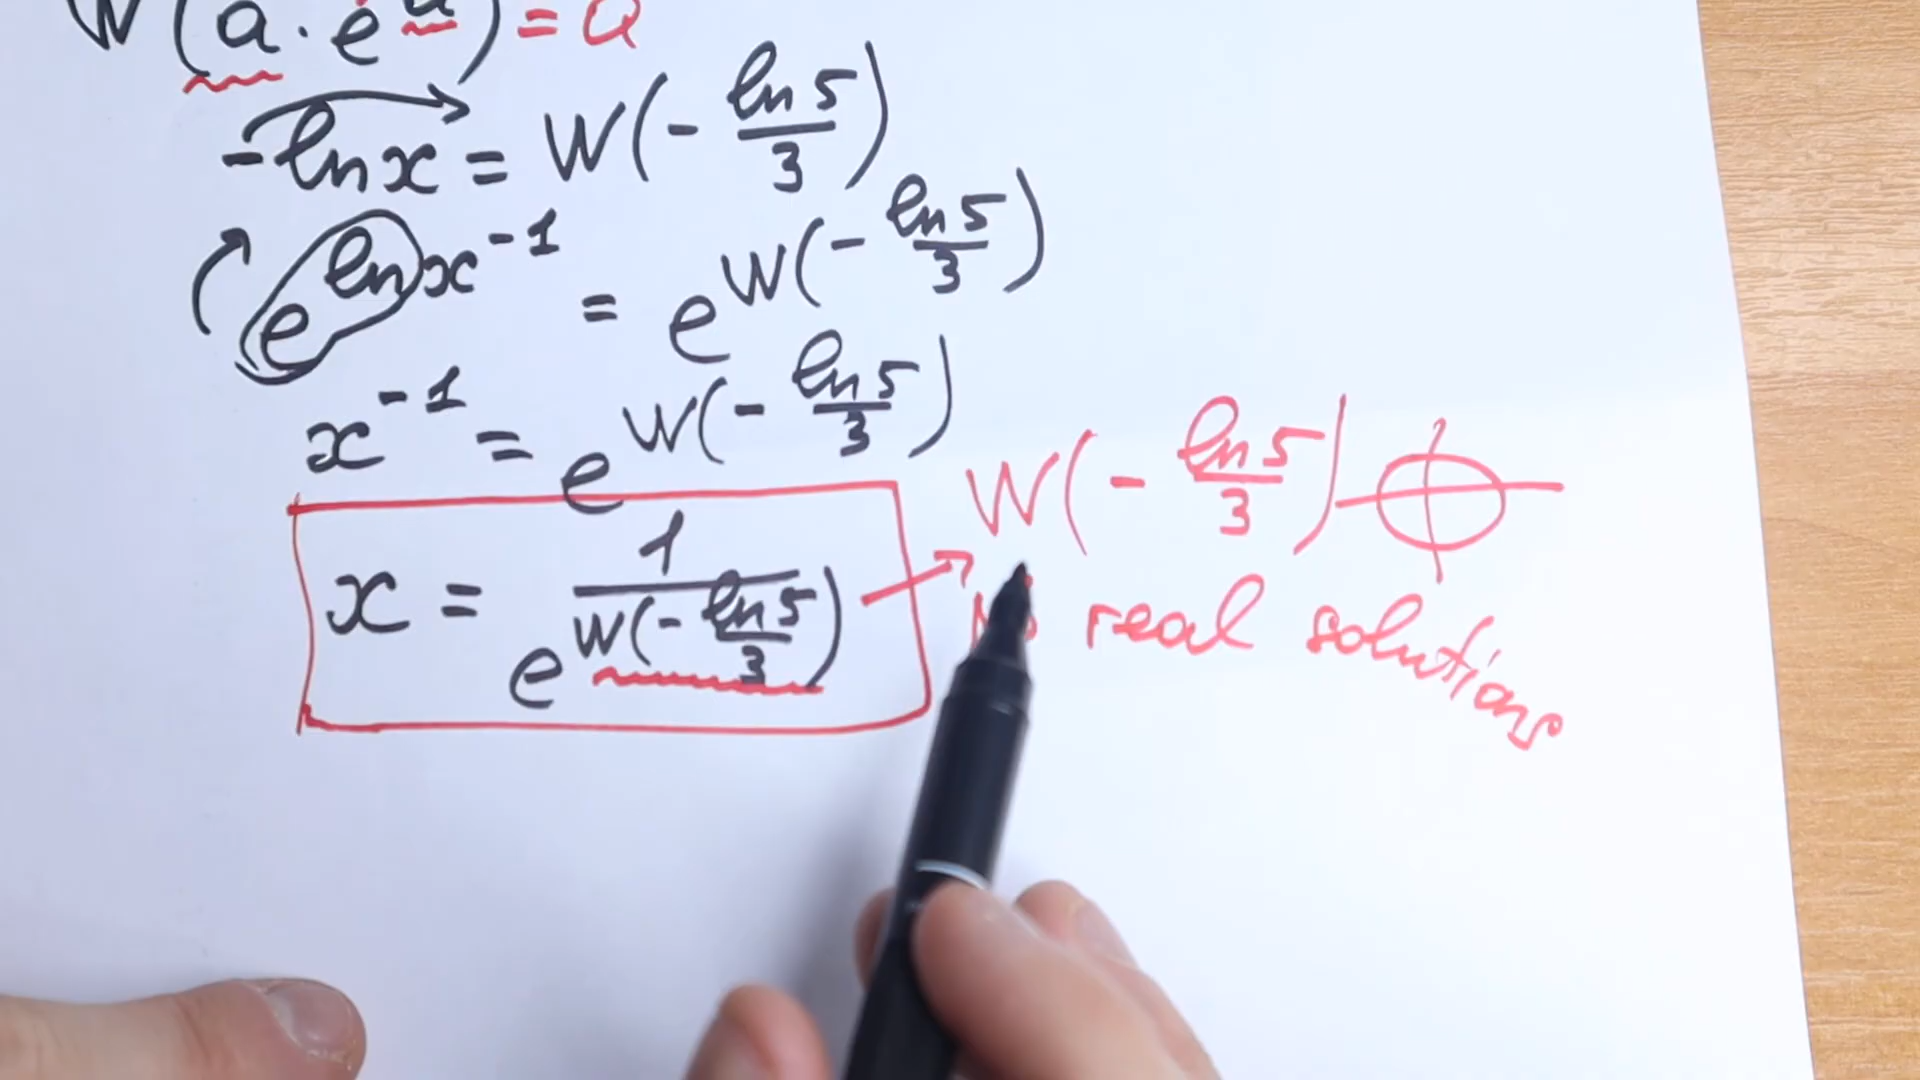 W(a·e^a)=a
-ln x = W(- ln5/3)
e^ln x^-1 = e^W(- ln5/3)
x^-1 = e^W(- ln5/3)
x = 1/e^W(- ln5/3)
W(- ln5/3)
real solutions